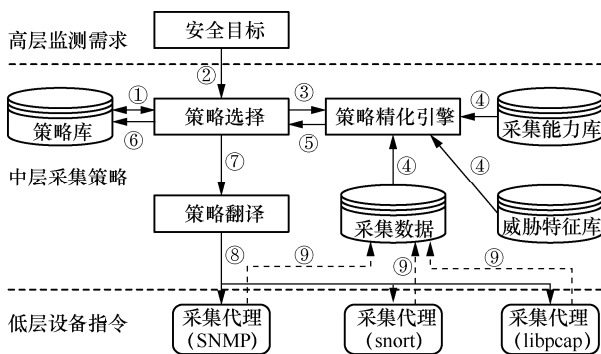 安全目标
高层监测需求
②
① ③ ④
策略库 策略选择 策略精化引擎 采集能力库
⑥ ⑤
⑦ ④ ④
中层采集策略
策略翻译 采集数据 威胁特征库
⑧ ⑨ ⑨ ⑨
低层设备指令
采集代理 采集代理 采集代理
(SNMP) (snort) (libpcap)